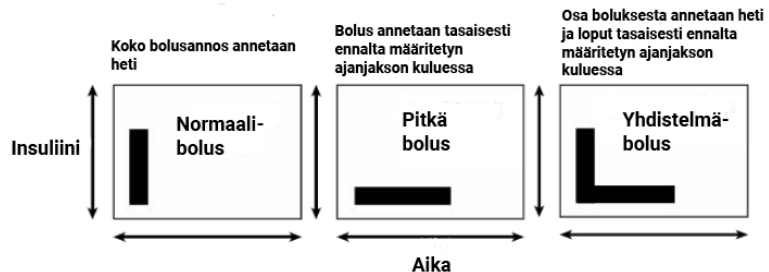 Koko bolusannos annetaan
heti
Bolus annetaan tasaisesti
ennalta määritetyn
ajanjakson kuluessa
Osa boluksesta annetaan heti
ja loput tasaisesti ennalta
määritetyn ajanjakson
kuluessa
Insuliini
Normaali-
bolus
Pitkä
bolus
Yhdistelmä-
bolus
Aika